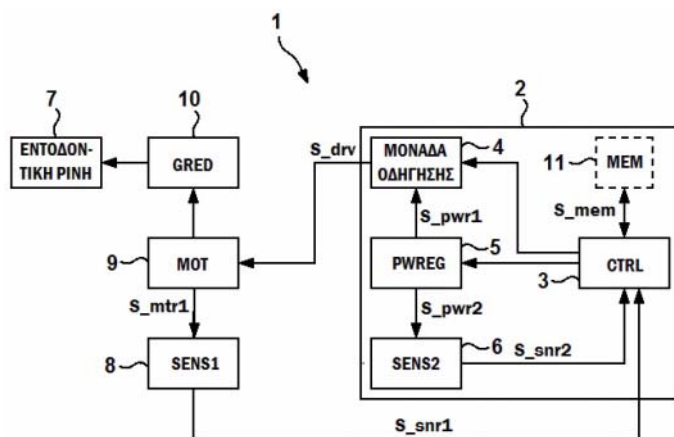 1
7
10
2
ΕΝΤΟΔΟΝ-
ΤΙΚΗ ΡΙΝΗ
GRED
S_drv
ΜΟΝΑΔΑ
ΟΔΗΓΗΣΗΣ
4
11
MEM
S_pwr1
S_mem
9
MOT
PWREG
5
3
CTRL
S_mtr1
S_pwr2
8
SENS1
SENS2
6
S_snr2
S_snr1